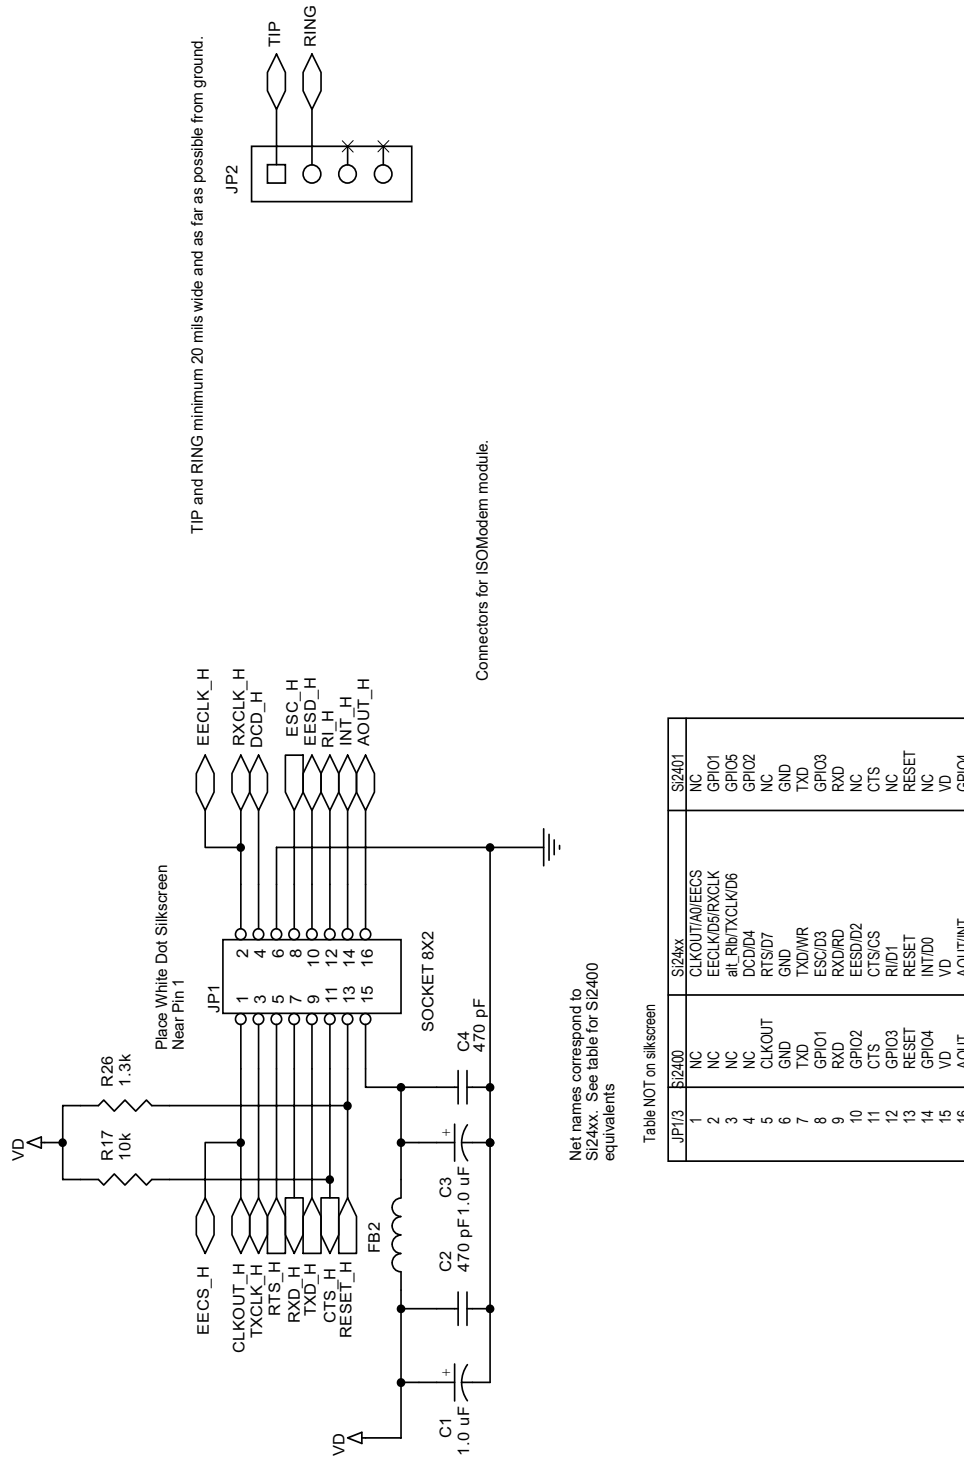 VD
R17
10k
R26
1.3k
Place White Dot Silkscreen
Near Pin 1
TIP and RING minimum 20 mils wide and as far as possible from ground.
EECS_H
CLKOUT_H
TXCLK_H
RTS_H
RXD_H
TXD_H
CTS_H
RESET_H
JP1
1 2
3 4
5 6
7 8
9 10
11 12
13 14
15 16
SOCKET 8X2
EECLK_H
RXCLK_H
DCD_H
ESC_H
EESD_H
RI_H
INT_H
AOUT_H
JP2
TIP
RING
VD
FB2
C1
1.0 uF
+
C2
470 pF
C3
1.0 uF
+
C4
470 pF
Connectors for ISOModem module.
Net names correspond to
Si24xx. See table for Si2400
equivalents
Table NOT on silkscreen
JP1/3 Si2400 Si24xx Si2401
1 NC CLKOUT/A0/EECS NC
2 NC EECLK/D5/RXCLK GPIO1
3 NC alt_RIb/TXCLK/D6 GPIO5
4 NC DCD/D4 GPIO2
5 CLKOUT RTS/D7 NC
6 GND GND GND
7 TXD TXD/WR TXD
8 GPIO1 ESC/D3 GPIO3
9 RXD RXD/RD RXD
10 GPIO2 EESD/D2 NC
11 CTS CTS/CS CTS
12 GPIO3 RI/D1 NC
13 RESET RESET RESET
14 GPIO4 INT/D0 NC
15 VD VD VD
16 AOUT AOUT/INT GPIO4